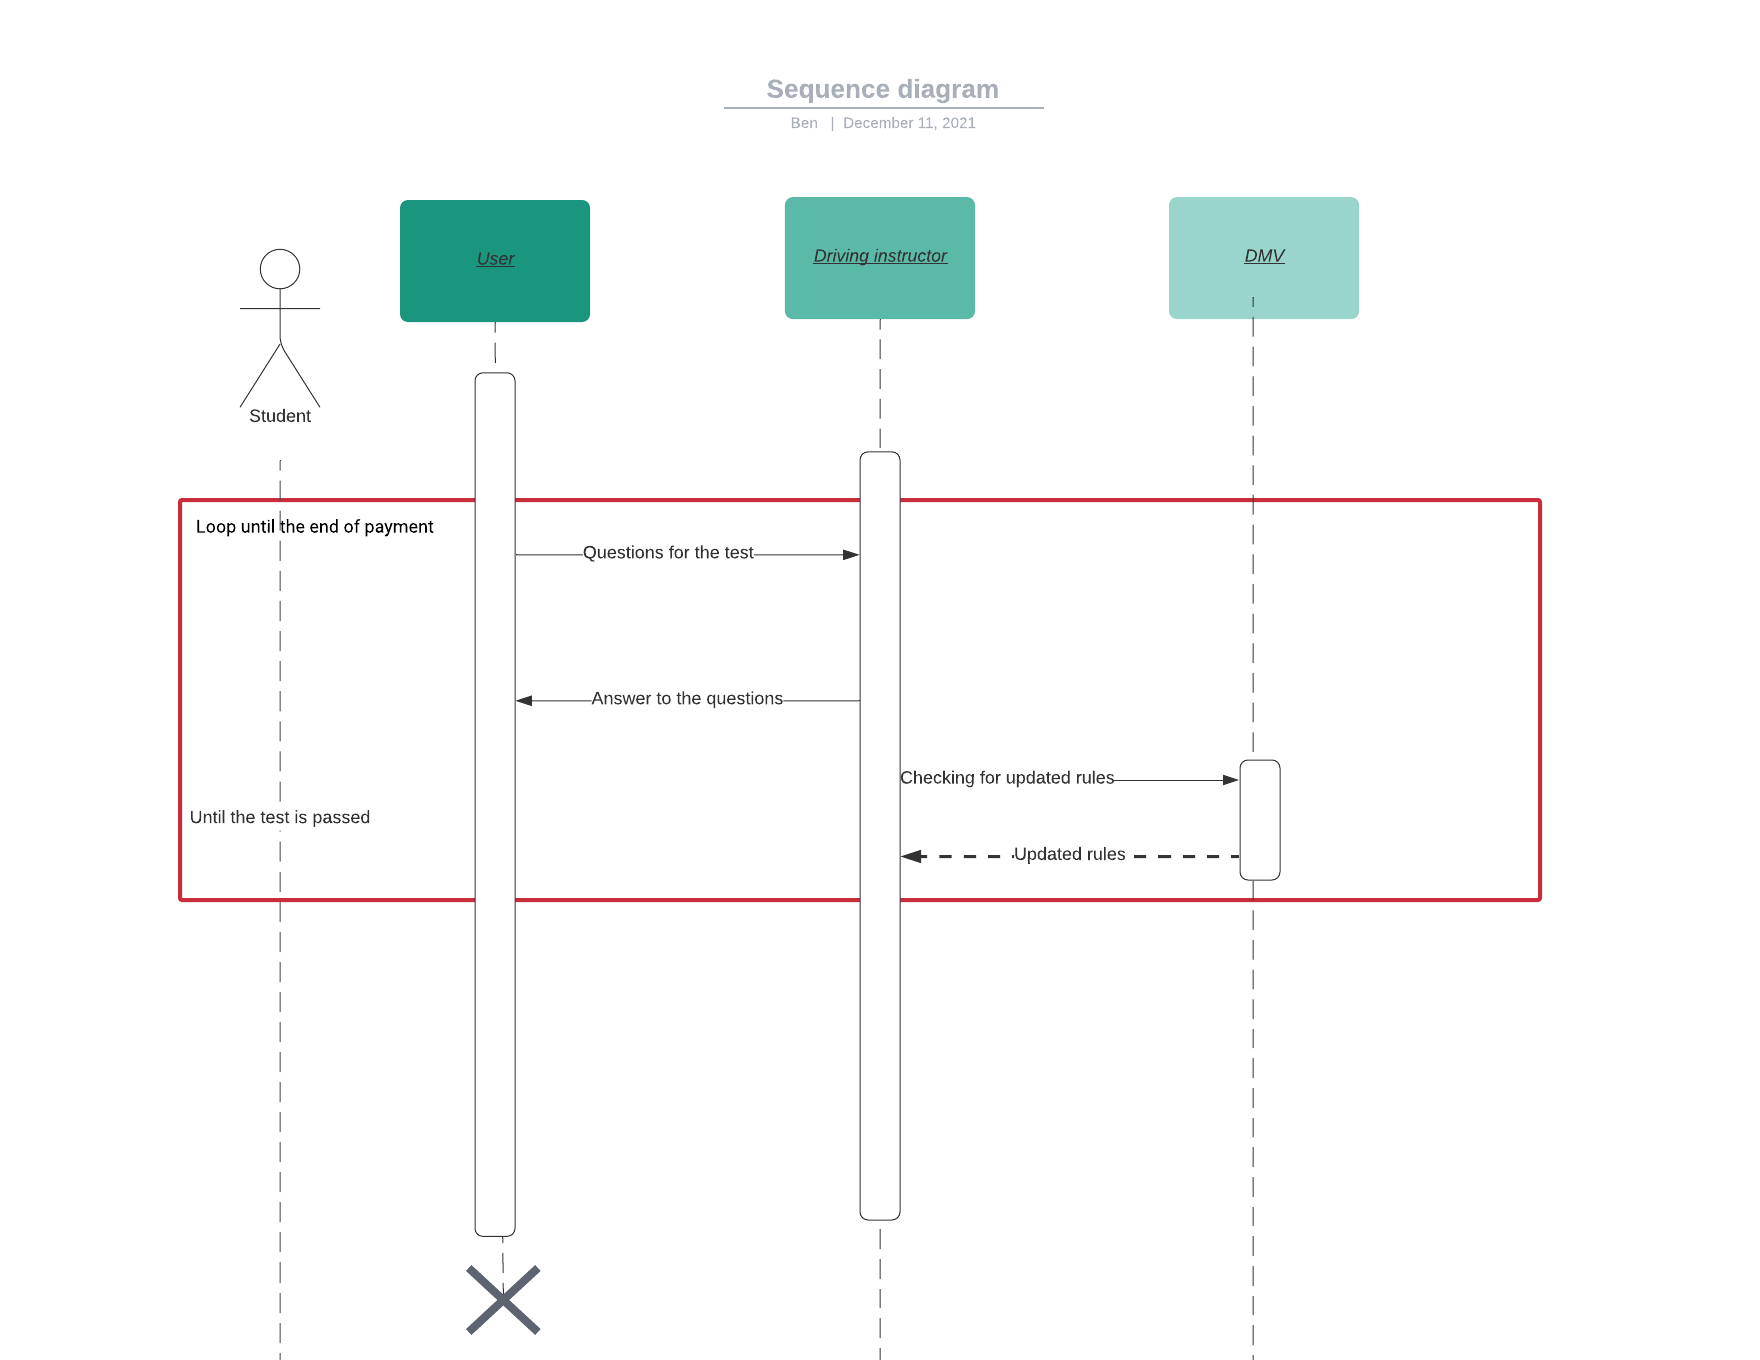 Sequence diagram
Ben | December 11, 2021
User
Driving instructor
DMV
Student
Loop until the end of payment
Questions for the test
Answer to the questions
Checking for updated rules
Until the test is passed
Updated rules